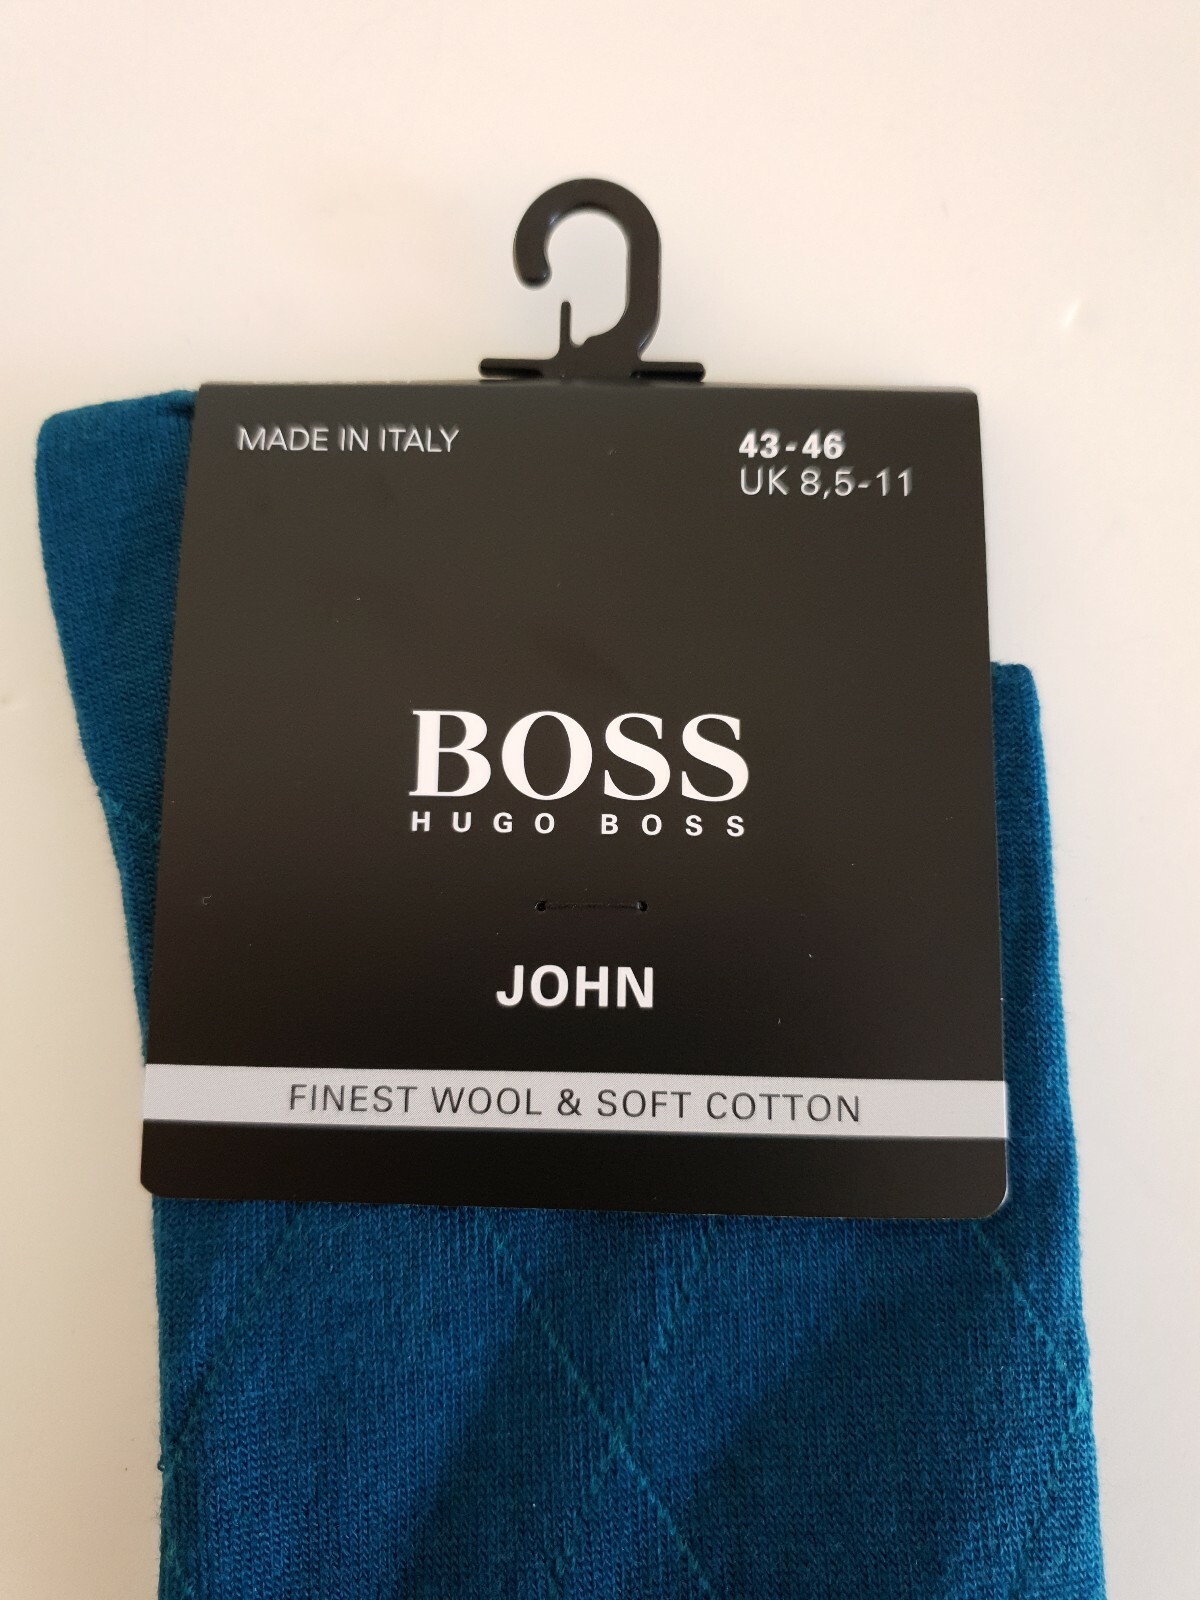 MADE IN ITALY
43-46
UK 8,5-11
BOSS
HUGO BOSS
JOHN
FINEST WOOL & SOFT COTTON